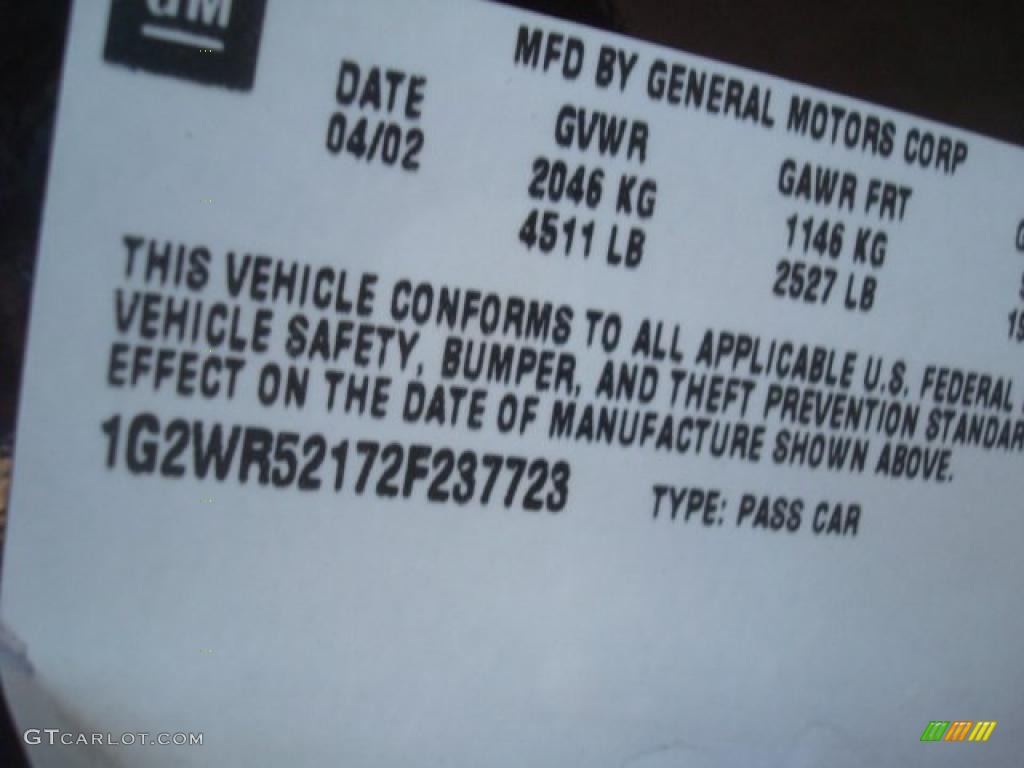 GM
MFD BY GENERAL MOTORS CORP
DATE GVWR GAWR FRT
04/02 2046 KG 1146 KG
4511 LB 2527 LB
THIS VEHICLE CONFORMS TO ALL APPLICABLE U.S. FEDERAL
VEHICLE SAFETY, BUMPER, AND THEFT PREVENTION STANDAR
EFFECT ON THE DATE OF MANUFACTURE SHOWN ABOVE.
1G2WR52172F237723 TYPE: PASS CAR
GTCARLOT.COM